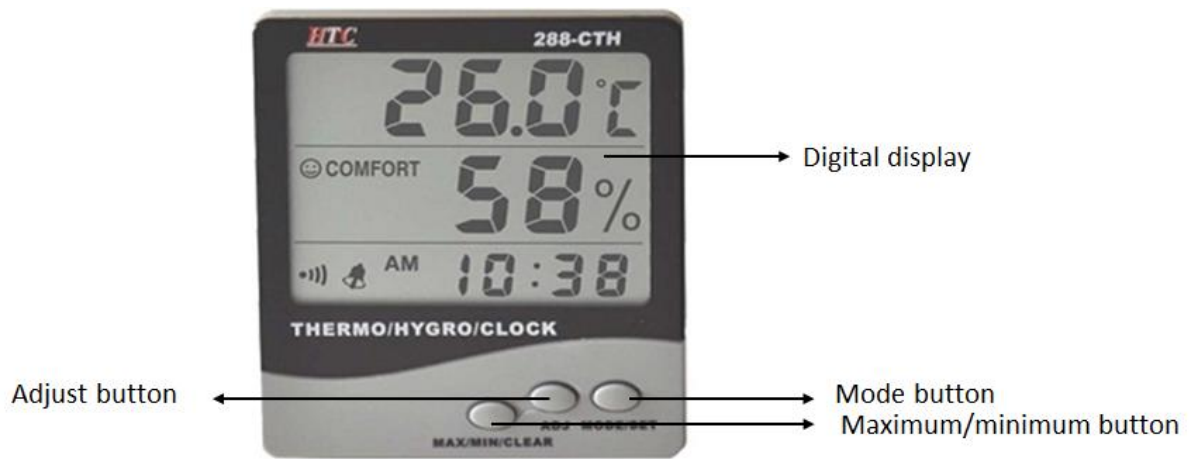 HTC 288-CTH
26.0 °C
COMFORT 58 %
AM 10:38
Digital display
THERMO/HYGRO/CLOCK
Adjust button
Mode button
Maximum/minimum button
ADJ MODE/SET
MAX/MIN/CLEAR